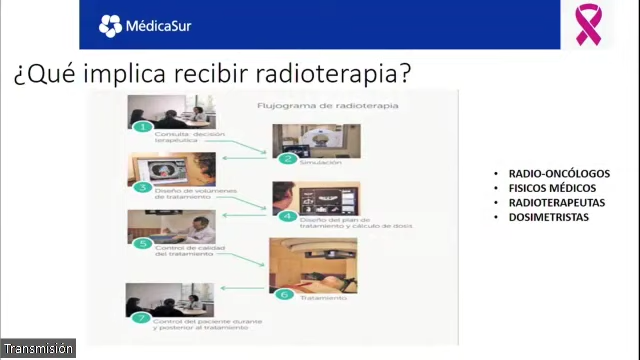 MédicaSur
¿Qué implica recibir radioterapia?
Flujograma de radioterapia
1
Consulta: decisión
terapéutica
2
Simulación
3
Diseño de volúmenes
de tratamiento
4
Diseño del plan de
tratamiento y cálculo de dosis
5
Control de calidad
del tratamiento
6
Tratamiento
7
Control del paciente durante
y posterior al tratamiento
• RADIO-ONCÓLOGOS
• FISICOS MÉDICOS
• RADIOTERAPEUTAS
• DOSIMETRISTAS
Transmisión